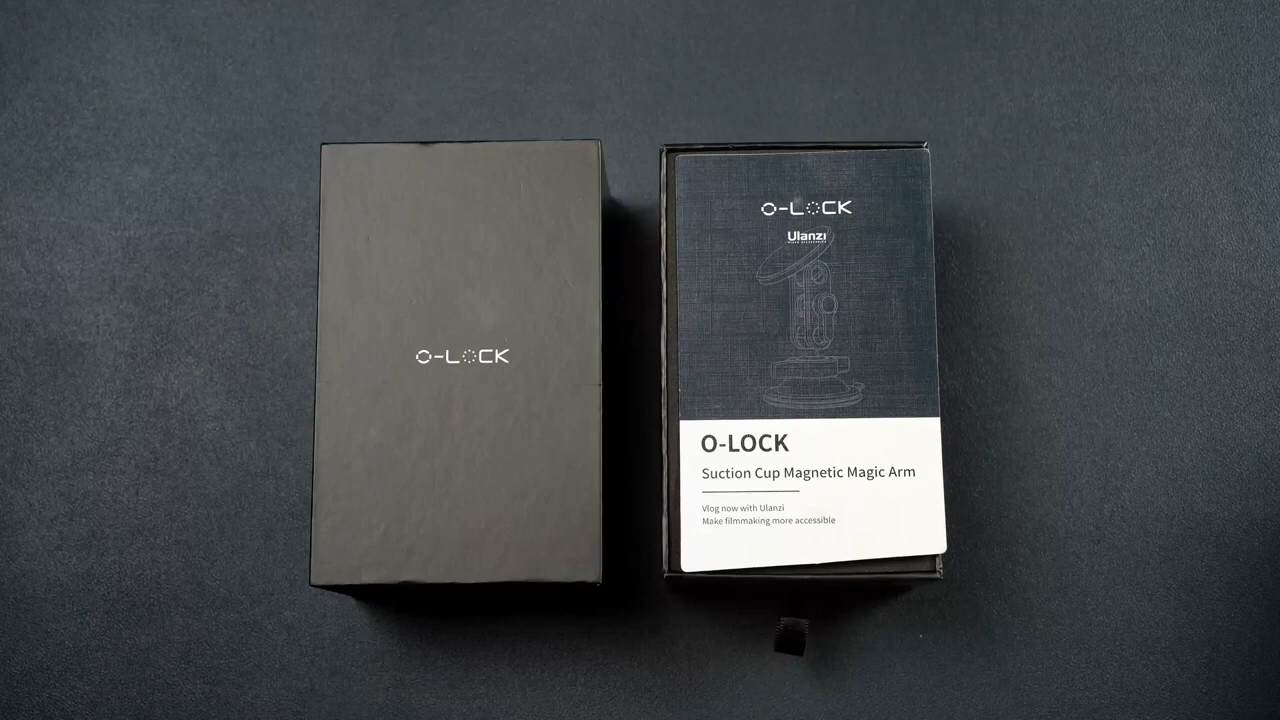 O-LOCK
O-LOCK
Ulanzi
O-LOCK
Suction Cup Magnetic Magic Arm
Vlog now with Ulanzi
Make filmmaking more accessible